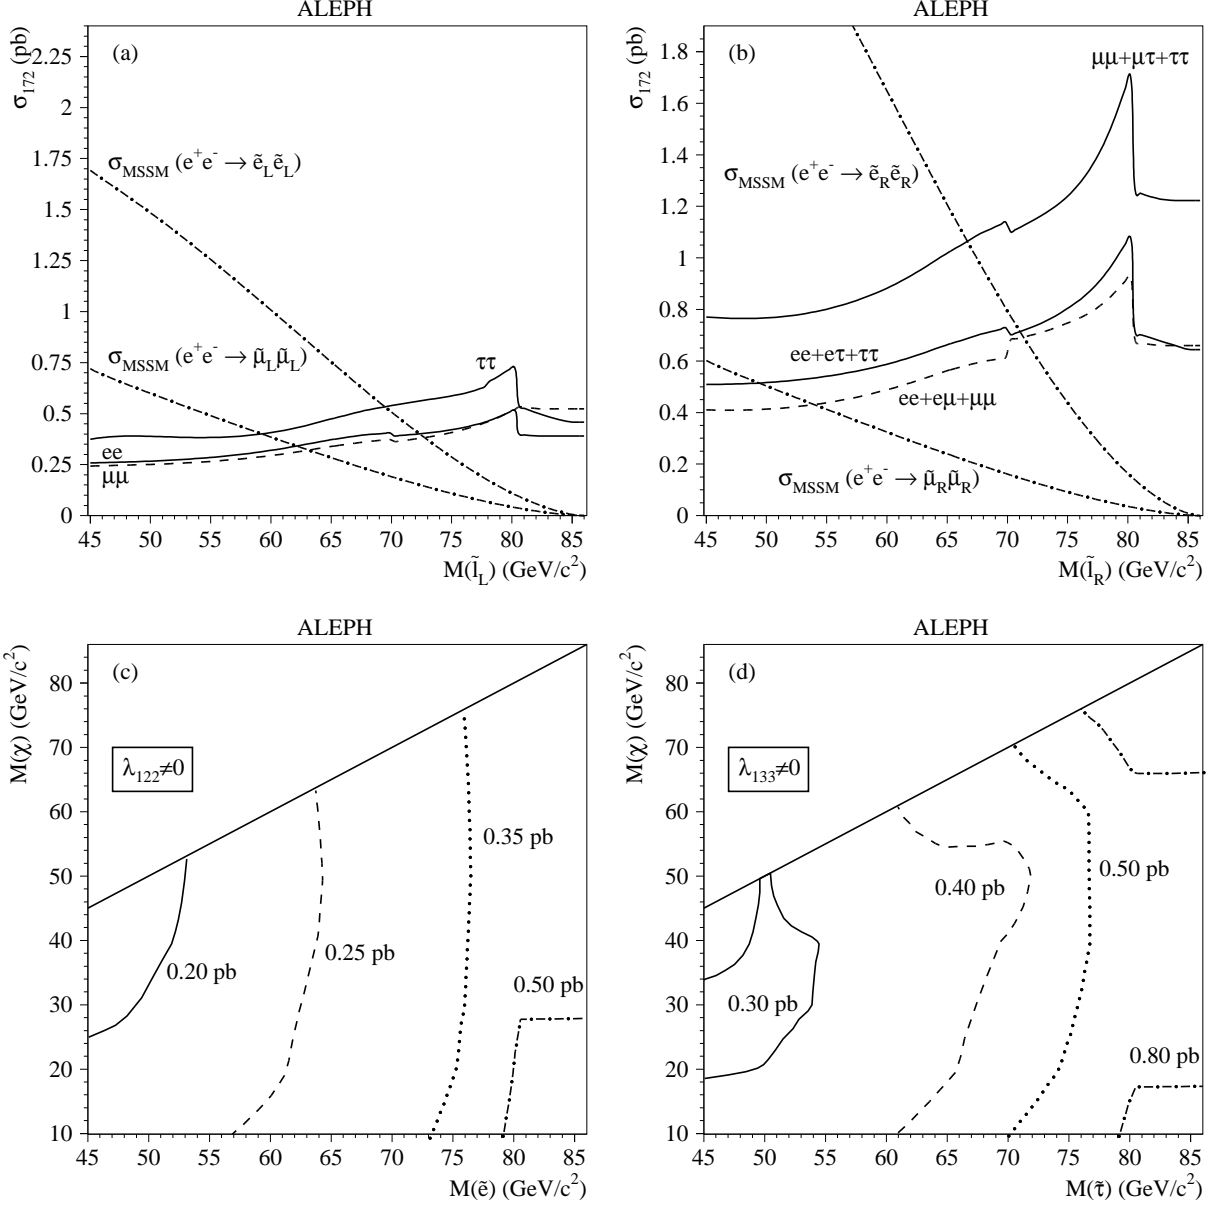 ALEPH
(a)
σ172 (pb)
2.25
2
1.75
1.5
1.25
1
0.75
0.5
0.25
0
σMSSM (e+e- → ẽLẽL)
σMSSM (e+e- → μ̃Lμ̃L)
ττ
ee
μμ
45 50 55 60 65 70 75 80 85
M(l̃L) (GeV/c2)
ALEPH
(b)
σ172 (pb)
1.8
1.6
1.4
1.2
1
0.8
0.6
0.4
0.2
0
μμ+μτ+ττ
σMSSM (e+e- → ẽRẽR)
ee+eτ+ττ
ee+eμ+μμ
σMSSM (e+e- → μ̃Rμ̃R)
45 50 55 60 65 70 75 80 85
M(l̃R) (GeV/c2)
ALEPH
(c)
M(χ) (GeV/c2)
80
70
60
50
40
30
20
10
λ122≠0
0.35 pb
0.25 pb
0.20 pb
0.50 pb
45 50 55 60 65 70 75 80 85
M(ẽ) (GeV/c2)
ALEPH
(d)
M(χ) (GeV/c2)
80
70
60
50
40
30
20
10
λ133≠0
0.50 pb
0.40 pb
0.30 pb
0.80 pb
45 50 55 60 65 70 75 80 85
M(τ̃) (GeV/c2)